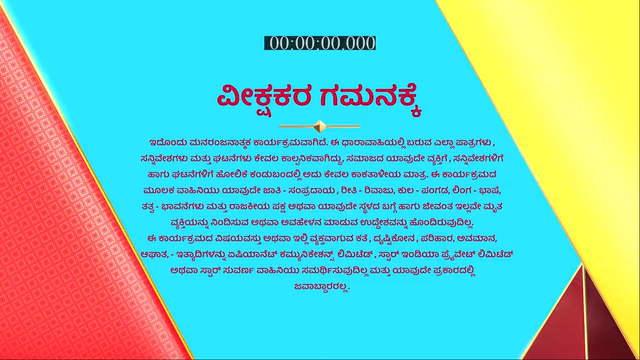 00:00:00.000
ವೀಕ್ಷಕರ ಗಮನಕ್ಕೆ
ಇದೊಂದು ಮನರಂಜನಾತ್ಮಕ ಕಾರ್ಯಕ್ರಮವಾಗಿದೆ. ಈ ಧಾರಾವಾಹಿಯಲ್ಲಿ ಬರುವ ಎಲ್ಲಾ ಪಾತ್ರಗಳು ,
ಸನ್ನಿವೇಶಗಳು ಮತ್ತು ಘಟನೆಗಳು ಕೇವಲ ಕಾಲ್ಪನಿಕವಾಗಿದ್ದು, ಸಮಾಜದ ಯಾವುದೇ ವ್ಯಕ್ತಿಗೆ , ಸನ್ನಿವೇಶಗಳಿಗೆ
ಹಾಗು ಘಟನೆಗಳಿಗೆ ಹೋಲಿಕೆ ಕಂಡುಬಂದಲ್ಲಿ ಅದು ಕೇವಲ ಕಾಕತಾಳೀಯ ಮಾತ್ರ. ಈ ಕಾರ್ಯಕ್ರಮದ
ಮೂಲಕ ವಾಹಿನಿಯು ಯಾವುದೇ ಜಾತಿ - ಸಂಪ್ರದಾಯ , ರೀತಿ - ರಿವಾಜು, ಕುಲ - ಪಂಗಡ, ಲಿಂಗ - ಭಾಷೆ,
ತತ್ವ - ಭಾವನೆಗಳು ಮತ್ತು ರಾಜಕೀಯ ಪಕ್ಷ ಅಥವಾ ಯಾವುದೇ ಸ್ಥಳದ ಬಗ್ಗೆ ಹಾಗು ಜೀವಂತ ಇಲ್ಲವೇ ಮೃತ
ವ್ಯಕ್ತಿಯನ್ನು ನಿಂದಿಸುವ ಅಥವಾ ಅವಹೇಳನ ಮಾಡುವ ಉದ್ದೇಶವನ್ನು ಹೊಂದಿರುವುದಿಲ್ಲ.
ಈ ಕಾರ್ಯಕ್ರಮದ ವಿಷಯವಸ್ತು ಅಥವಾ ಇಲ್ಲಿ ವ್ಯಕ್ತವಾಗುವ ಕತೆ , ದೃಷ್ಟಿಕೋನ , ಪರಿಹಾರ, ಅವಮಾನ,
ಆಘಾತ, - ಇತ್ಯಾದಿಗಳನ್ನು ಏಷಿಯಾನೆಟ್ ಕಮ್ಯುನಿಕೇಶನ್ಸ್ ಲಿಮಿಟೆಡ್ , ಸ್ಟಾರ್ ಇಂಡಿಯಾ ಪ್ರೈವೇಟ್ ಲಿಮಿಟೆಡ್
ಅಥವಾ ಸ್ಟಾರ್ ಸುವರ್ಣ ವಾಹಿನಿಯು ಸಮರ್ಥಿಸುವುದಿಲ್ಲ ಮತ್ತು ಯಾವುದೇ ಪ್ರಕಾರದಲ್ಲಿ
ಜವಾಬ್ದಾರರಲ್ಲ.